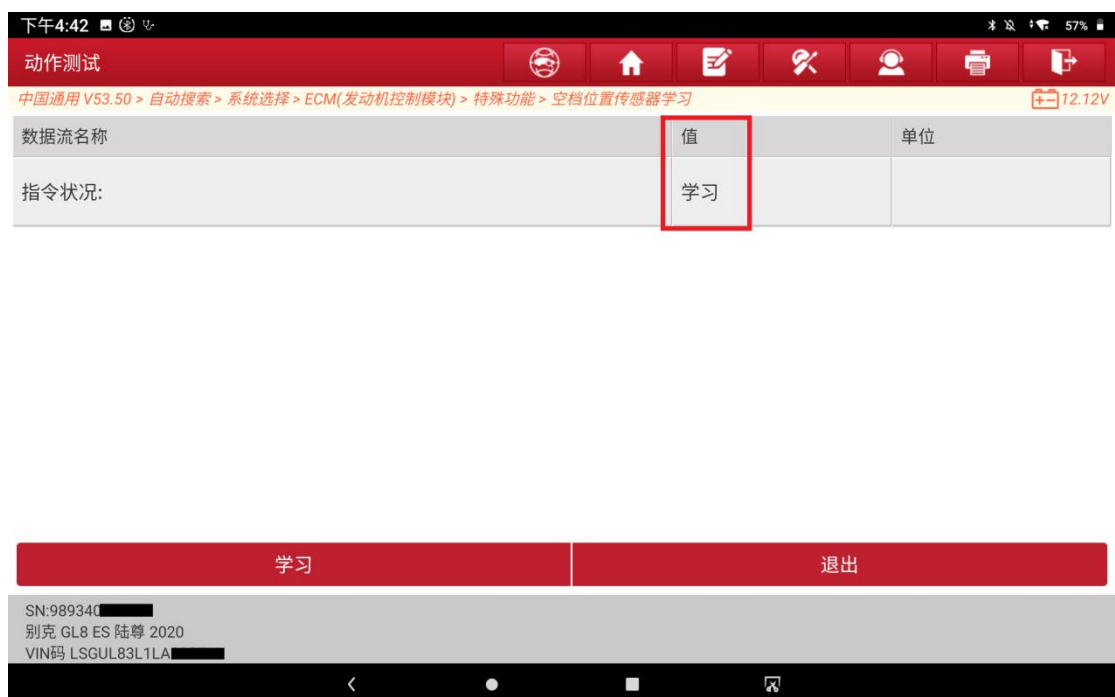 下午4:42 57%
动作测试
中国通用 V53.50 > 自动搜索 > 系统选择 > ECM(发动机控制模块) > 特殊功能 > 空档位置传感器学习 12.12V
数据流名称 值 单位
指令状况: 学习
学习 退出
SN:989340
别克 GL8 ES 陆尊 2020
VIN码 LSGUL83L1LA